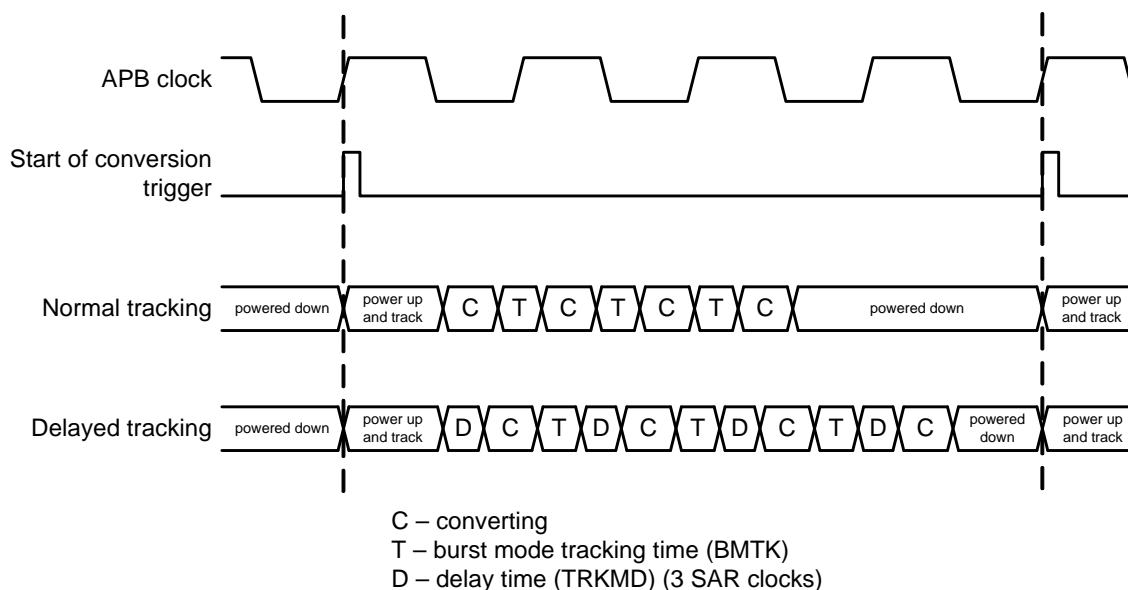 APB clock
Start of conversion
trigger
Normal tracking
powered down
power up
and track
C T C T C T C
powered down
power up
and track
Delayed tracking
powered down
power up
and track
D C T D C T D C T D C
powered
down
power up
and track
C – converting
T – burst mode tracking time (BMTK)
D – delay time (TRKMD) (3 SAR clocks)